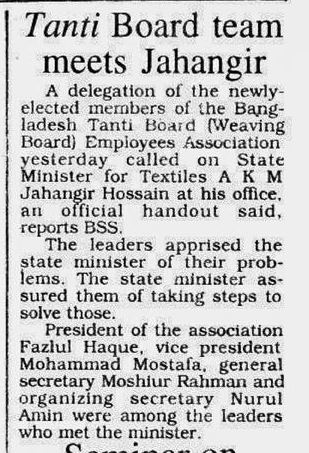 Tanti Board team
meets Jahangir
A delegation of the newly-
elected members of the Bang-
ladesh Tanti Board (Weaving
Board) Employees Association
yesterday called on State
Minister for Textiles A K M
Jahangir Hossain at his office,
an official handout said,
reports BSS.
The leaders apprised the
state minister of their prob-
lems. The state minister as-
sured them of taking steps to
solve those.
President of the association
Fazlul Haque, vice president
Mohammad Mostafa, general
secretary Moshiur Rahman and
organizing secretary Nurul
Amin were among the leaders
who met the minister.
Seminar on